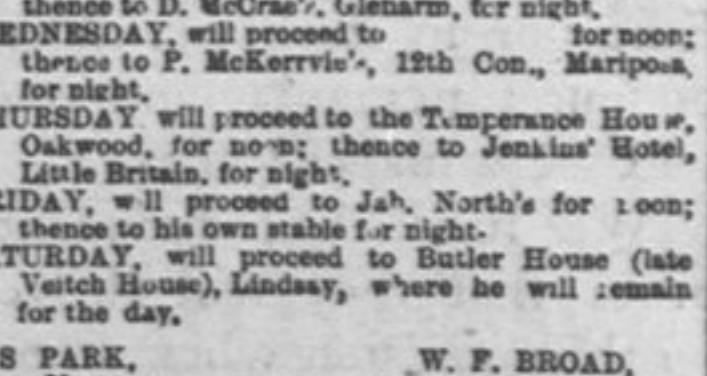 thence to D. McCrae's, Glenarm, for night.
EDNESDAY, will proceed to for noon;
thence to P. McKerrvie's, 12th Con., Mariposa,
for night.
URSDAY will proceed to the Temperance House,
Oakwood, for noon; thence to Jenkins' Hotel,
Little Britain, for night.
IDAY, will proceed to Jab. North's for noon;
thence to his own stable for night.
TURDAY, will proceed to Butler House (late
Veitch House), Lindsay, where he will remain
for the day.
S PARK, W. F. BROAD,